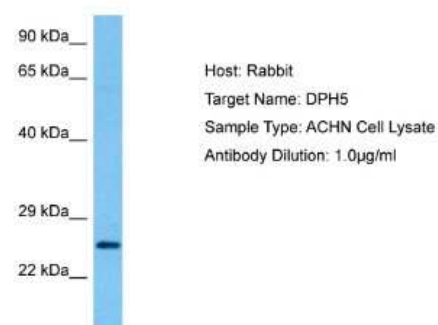 90 kDa
65 kDa
40 kDa
29 kDa
22 kDa
Host: Rabbit
Target Name: DPH5
Sample Type: ACHN Cell Lysate
Antibody Dilution: 1.0µg/ml